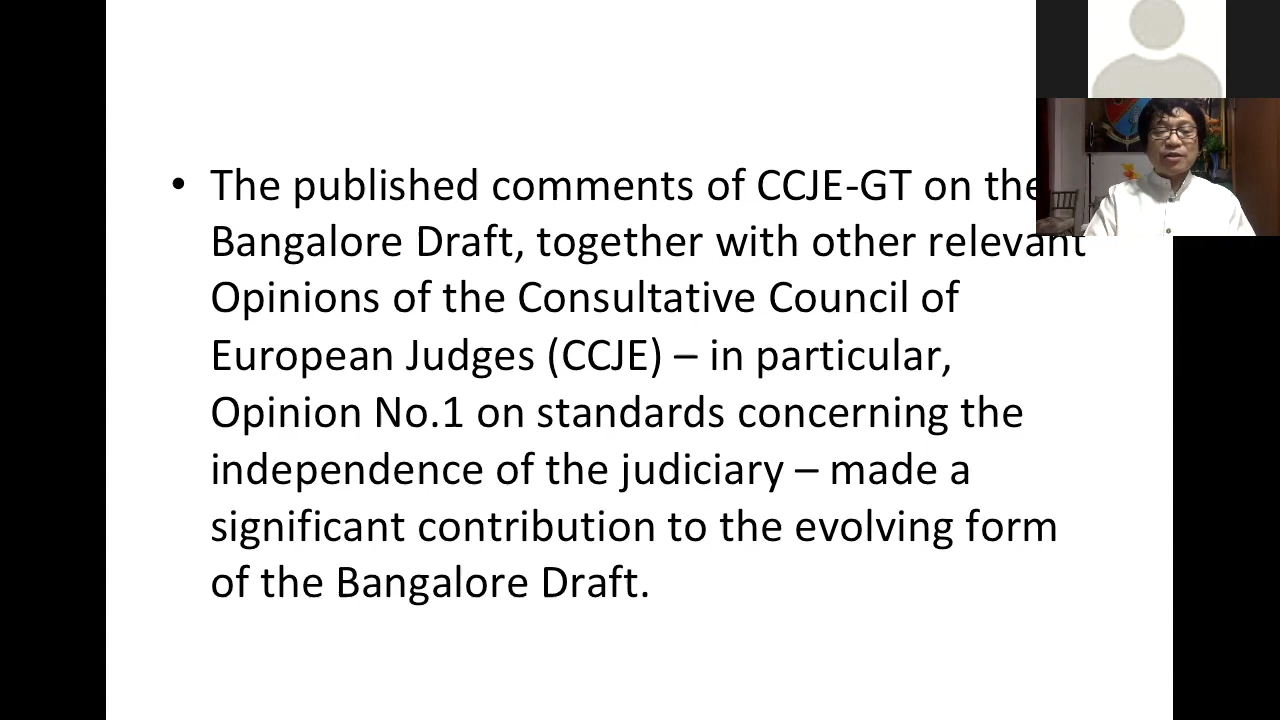 • The published comments of CCJE-GT on the
Bangalore Draft, together with other relevant
Opinions of the Consultative Council of
European Judges (CCJE) – in particular,
Opinion No.1 on standards concerning the
independence of the judiciary – made a
significant contribution to the evolving form
of the Bangalore Draft.